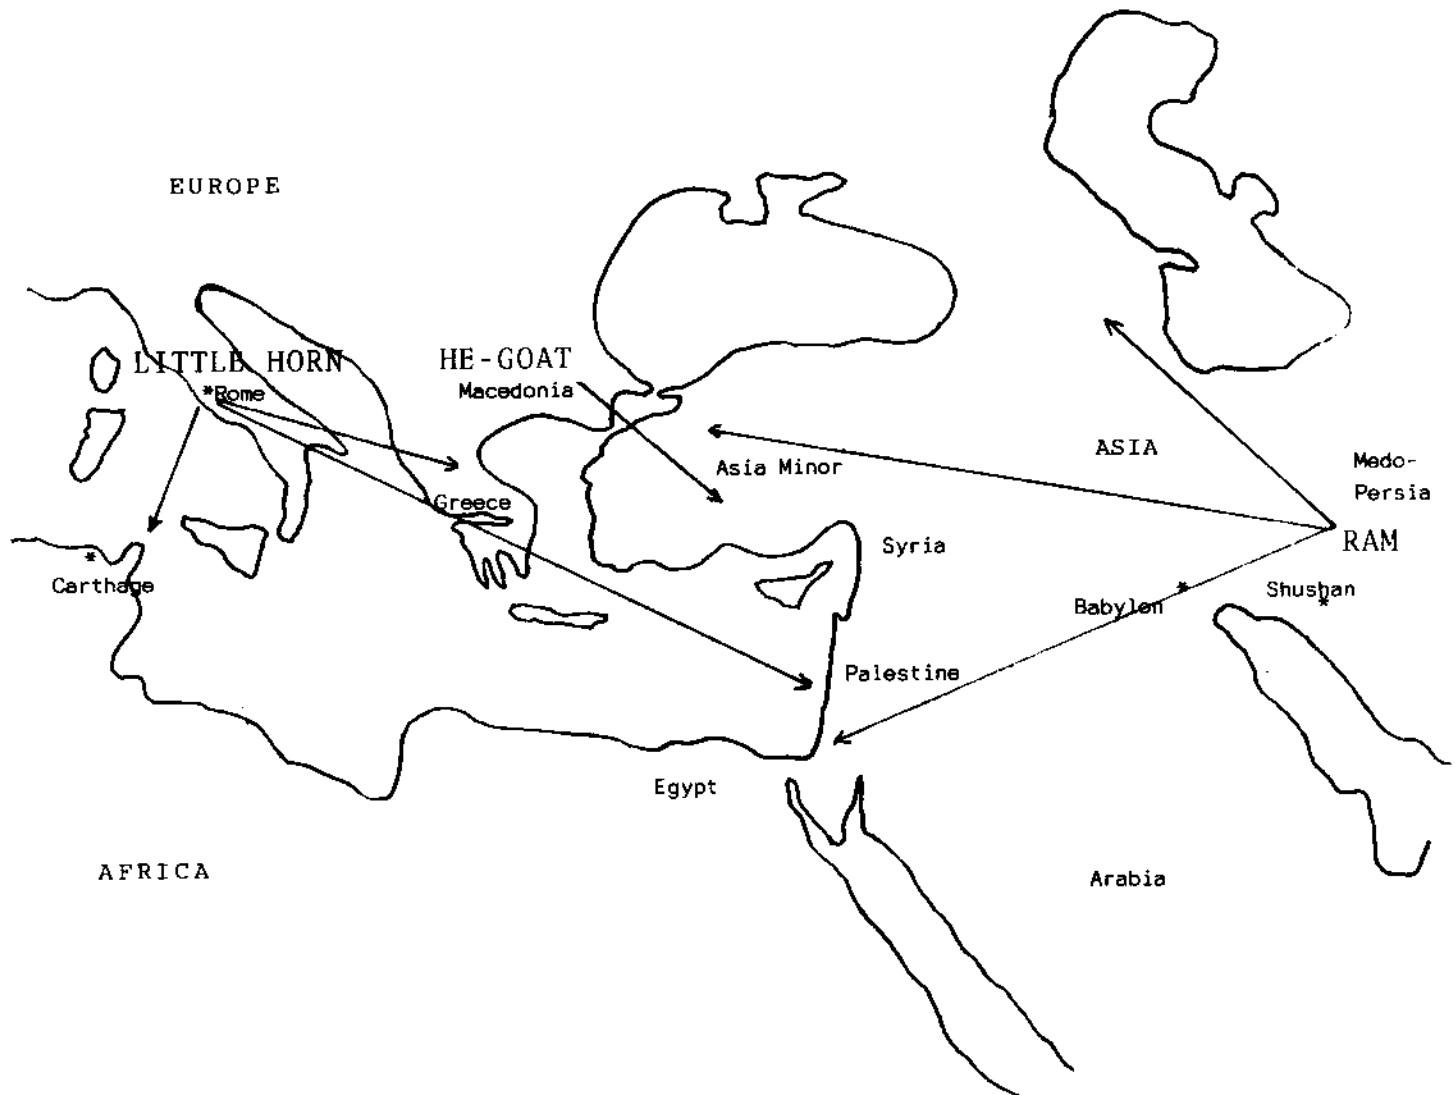 EUROPE
LITTLE HORN
*Rome
HE-GOAT
Macedonia
ASIA
Asia Minor
Medo-
Persia
RAM
Greece
Syria
*
Carthage
*
Babylon
Shushan
*
Palestine
Egypt
AFRICA
Arabia